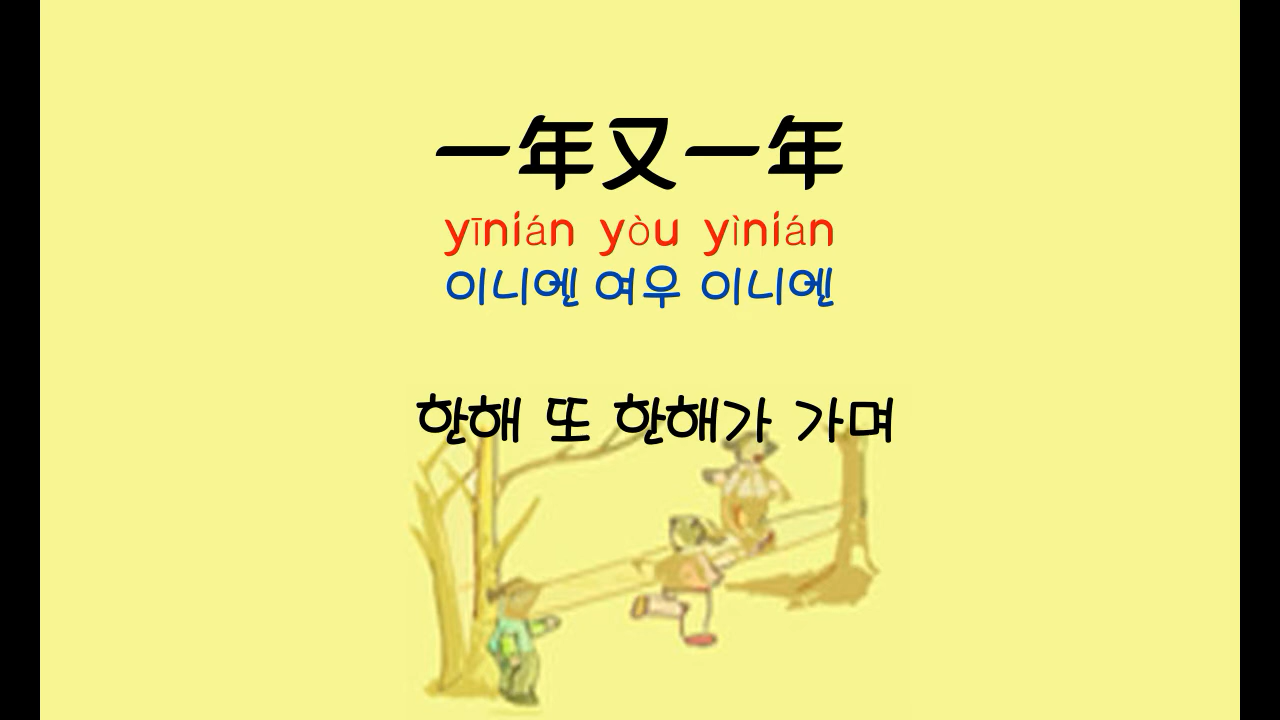 一年又一年
yīnián yòu yìnián
이니엔 여우 이니엔
한해 또 한해가 가며